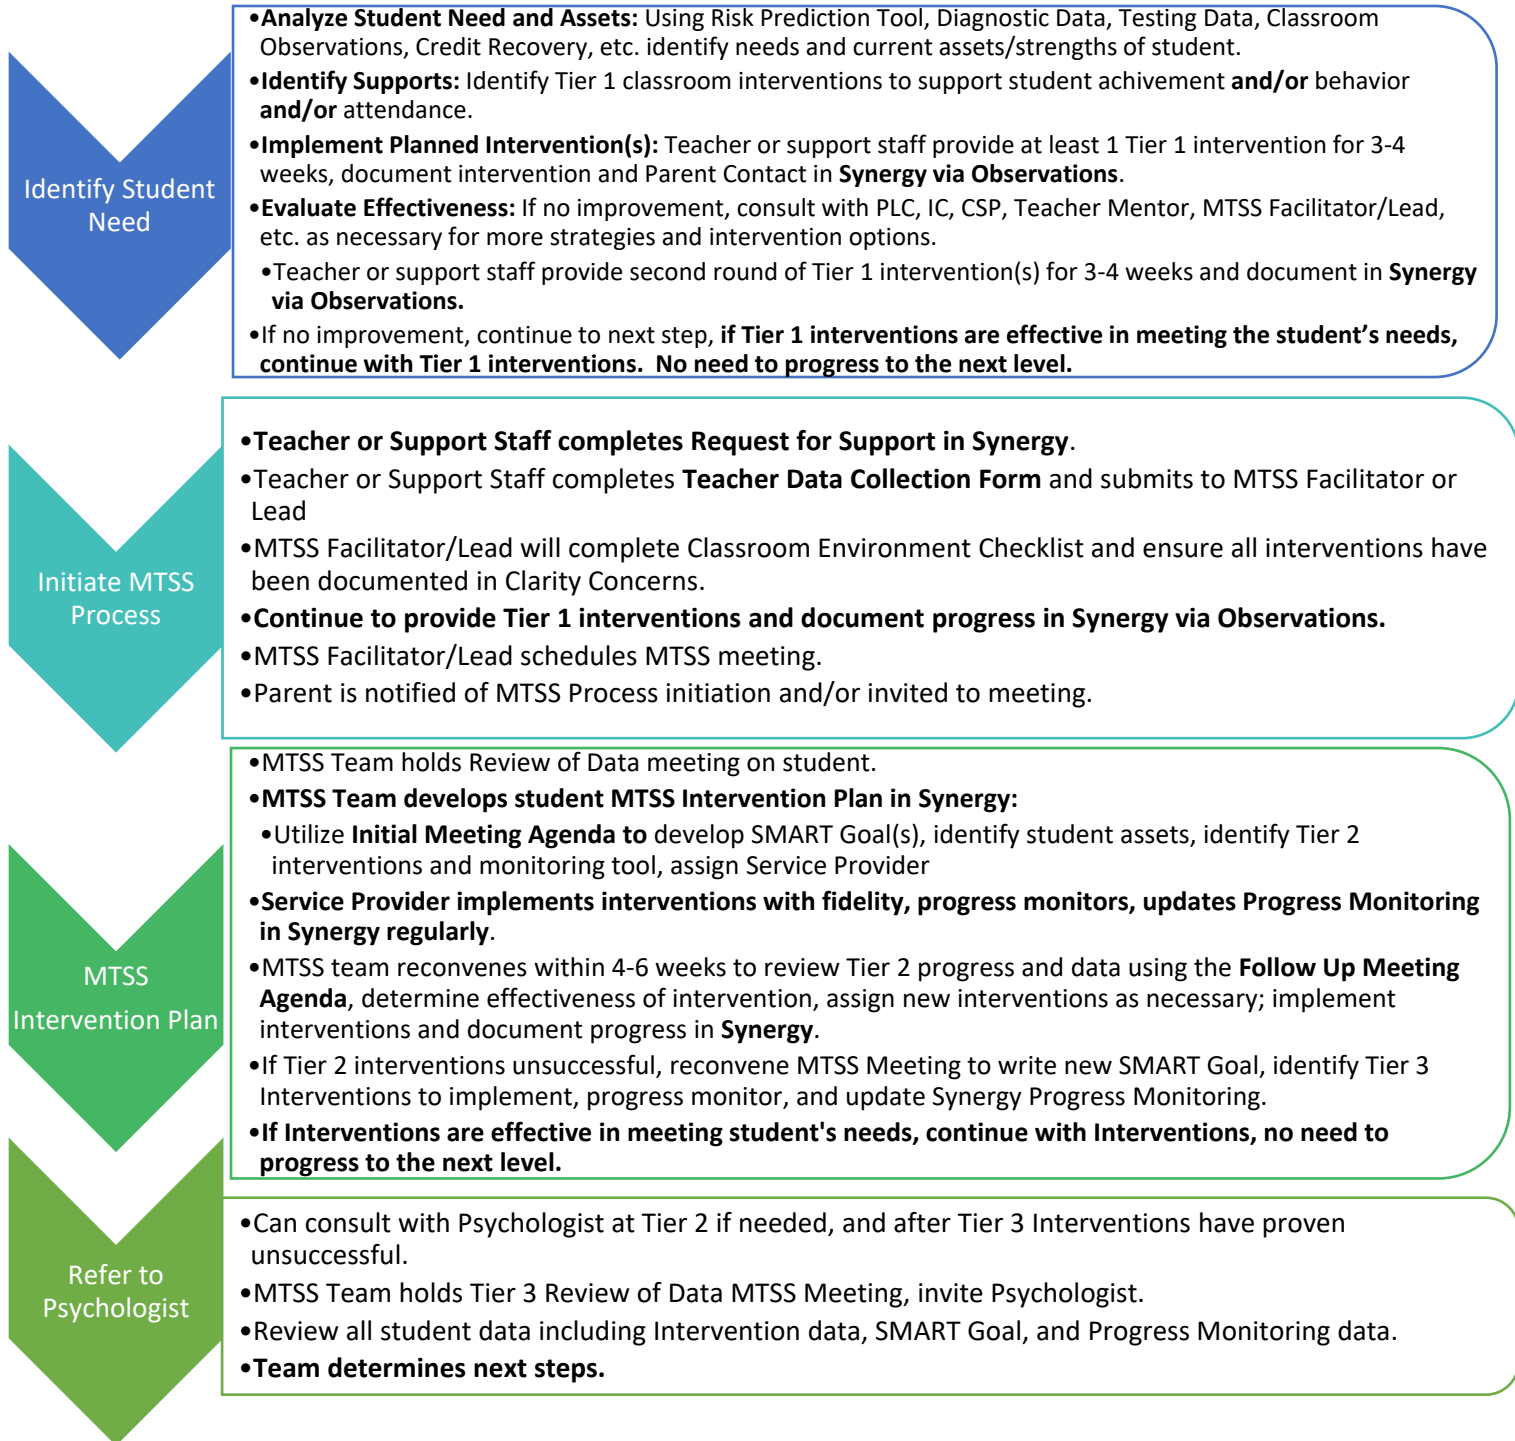 Identify Student
Need
•Analyze Student Need and Assets: Using Risk Prediction Tool, Diagnostic Data, Testing Data, Classroom
Observations, Credit Recovery, etc. identify needs and current assets/strengths of student.
•Identify Supports: Identify Tier 1 classroom interventions to support student achivement and/or behavior
and/or attendance.
•Implement Planned Intervention(s): Teacher or support staff provide at least 1 Tier 1 intervention for 3-4
weeks, document intervention and Parent Contact in Synergy via Observations.
•Evaluate Effectiveness: If no improvement, consult with PLC, IC, CSP, Teacher Mentor, MTSS Facilitator/Lead,
etc. as necessary for more strategies and intervention options.
•Teacher or support staff provide second round of Tier 1 intervention(s) for 3-4 weeks and document in Synergy
via Observations.
•If no improvement, continue to next step, if Tier 1 interventions are effective in meeting the student’s needs,
continue with Tier 1 interventions.  No need to progress to the next level.
Initiate MTSS
Process
•Teacher or Support Staff completes Request for Support in Synergy.
•Teacher or Support Staff completes Teacher Data Collection Form and submits to MTSS Facilitator or
Lead
•MTSS Facilitator/Lead will complete Classroom Environment Checklist and ensure all interventions have
been documented in Clarity Concerns.
•Continue to provide Tier 1 interventions and document progress in Synergy via Observations.
•MTSS Facilitator/Lead schedules MTSS meeting.
•Parent is notified of MTSS Process initiation and/or invited to meeting.
MTSS
Intervention Plan
•MTSS Team holds Review of Data meeting on student.
•MTSS Team develops student MTSS Intervention Plan in Synergy:
•Utilize Initial Meeting Agenda to develop SMART Goal(s), identify student assets, identify Tier 2
interventions and monitoring tool, assign Service Provider
•Service Provider implements interventions with fidelity, progress monitors, updates Progress Monitoring
in Synergy regularly.
•MTSS team reconvenes within 4-6 weeks to review Tier 2 progress and data using the Follow Up Meeting
Agenda, determine effectiveness of intervention, assign new interventions as necessary; implement
interventions and document progress in Synergy.
•If Tier 2 interventions unsuccessful, reconvene MTSS Meeting to write new SMART Goal, identify Tier 3
Interventions to implement, progress monitor, and update Synergy Progress Monitoring.
•If Interventions are effective in meeting student's needs, continue with Interventions, no need to
progress to the next level.
Refer to
Psychologist
•Can consult with Psychologist at Tier 2 if needed, and after Tier 3 Interventions have proven
unsuccessful.
•MTSS Team holds Tier 3 Review of Data MTSS Meeting, invite Psychologist.
•Review all student data including Intervention data, SMART Goal, and Progress Monitoring data.
•Team determines next steps.